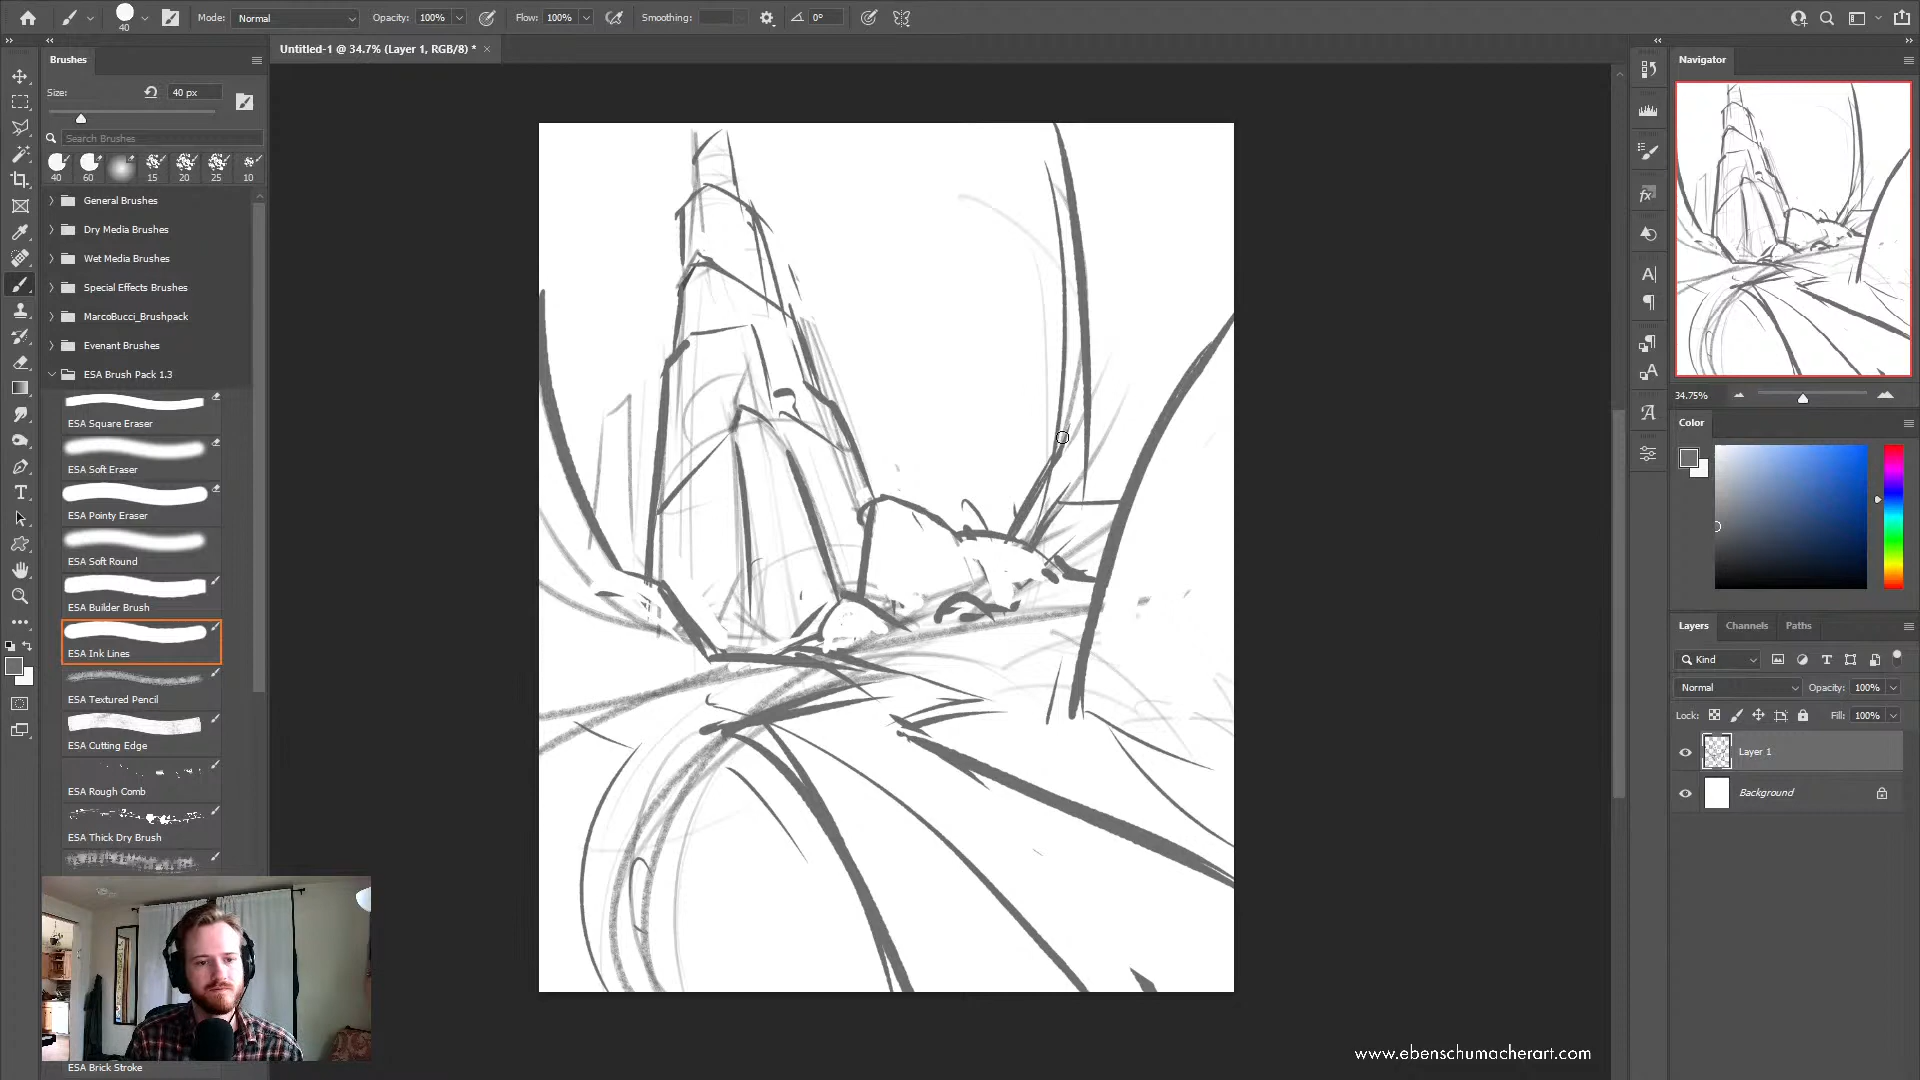 40
Mode:
Normal
Opacity:
100%
Flow:
100%
Smoothing:
0°
Untitled-1 @ 34.7% (Layer 1, RGB/8) *
Brushes
Size:
40 px
Search Brushes
40
60
15
20
25
10
General Brushes
Dry Media Brushes
Wet Media Brushes
Special Effects Brushes
MarcoBucci_Brushpack
Evenant Brushes
ESA Brush Pack 1.3
ESA Square Eraser
ESA Soft Eraser
ESA Pointy Eraser
ESA Soft Round
ESA Builder Brush
ESA Ink Lines
ESA Textured Pencil
ESA Cutting Edge
ESA Rough Comb
ESA Thick Dry Brush
ESA Brick Stroke
www.ebenschumacherart.com
Navigator
34.75%
Color
Layers
Channels
Paths
Kind
Normal
Opacity:
100%
Lock:
Fill:
100%
Layer 1
Background